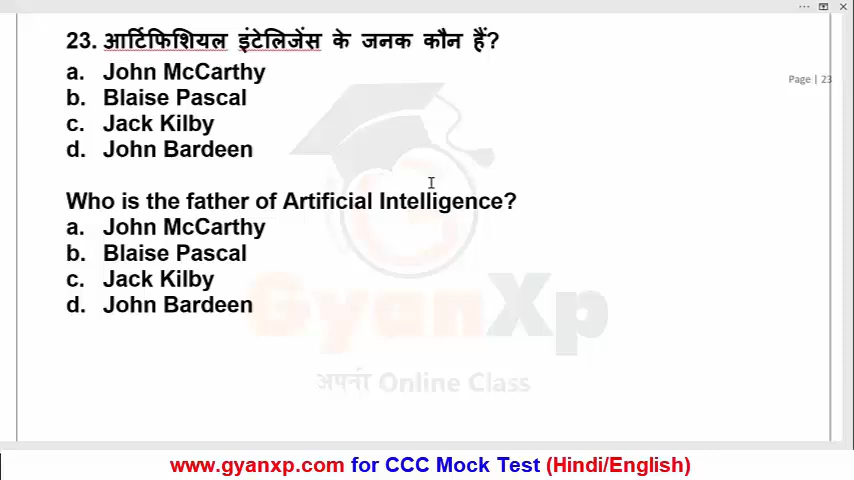 23. आर्टिफिशियल इंटेलिजेंस के जनक कौन हैं?
a. John McCarthy
Page | 23
b. Blaise Pascal
c. Jack Kilby
d. John Bardeen
Who is the father of Artificial Intelligence?
a. John McCarthy
b. Blaise Pascal
c. Jack Kilby
d. John Bardeen
GyanXp
अपनी Online Class
www.gyanxp.com for CCC Mock Test (Hindi/English)